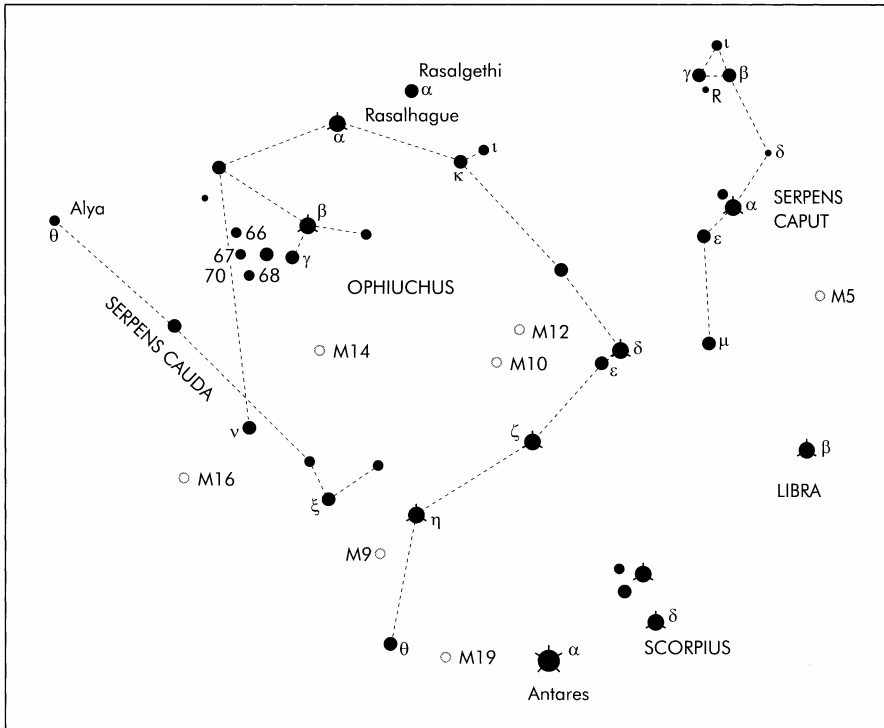 ι
Rasalgethi
γ
β
α
R
Rasalhague
α
ι
δ
κ
Alya
SERPENS
CAPUT
α
β
θ
66
ε
67
γ
70
68
OPHIUCHUS
M5
SERPENS CAUDA
M12
M14
δ
μ
M10
ε
ν
ζ
β
M16
LIBRA
ξ
η
M9
δ
θ
SCORPIUS
M19
α
Antares